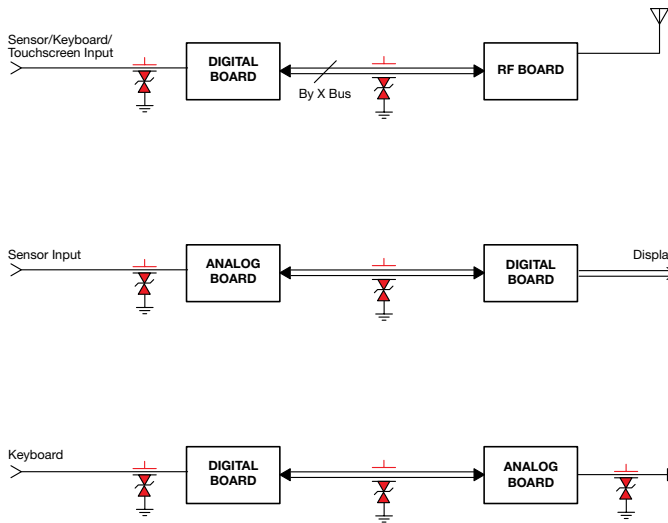 Sensor/Keyboard/
Touchscreen Input
DIGITAL
BOARD
By X Bus
RF BOARD
Sensor Input
ANALOG
BOARD
DIGITAL
BOARD
Displa
Keyboard
DIGITAL
BOARD
ANALOG
BOARD